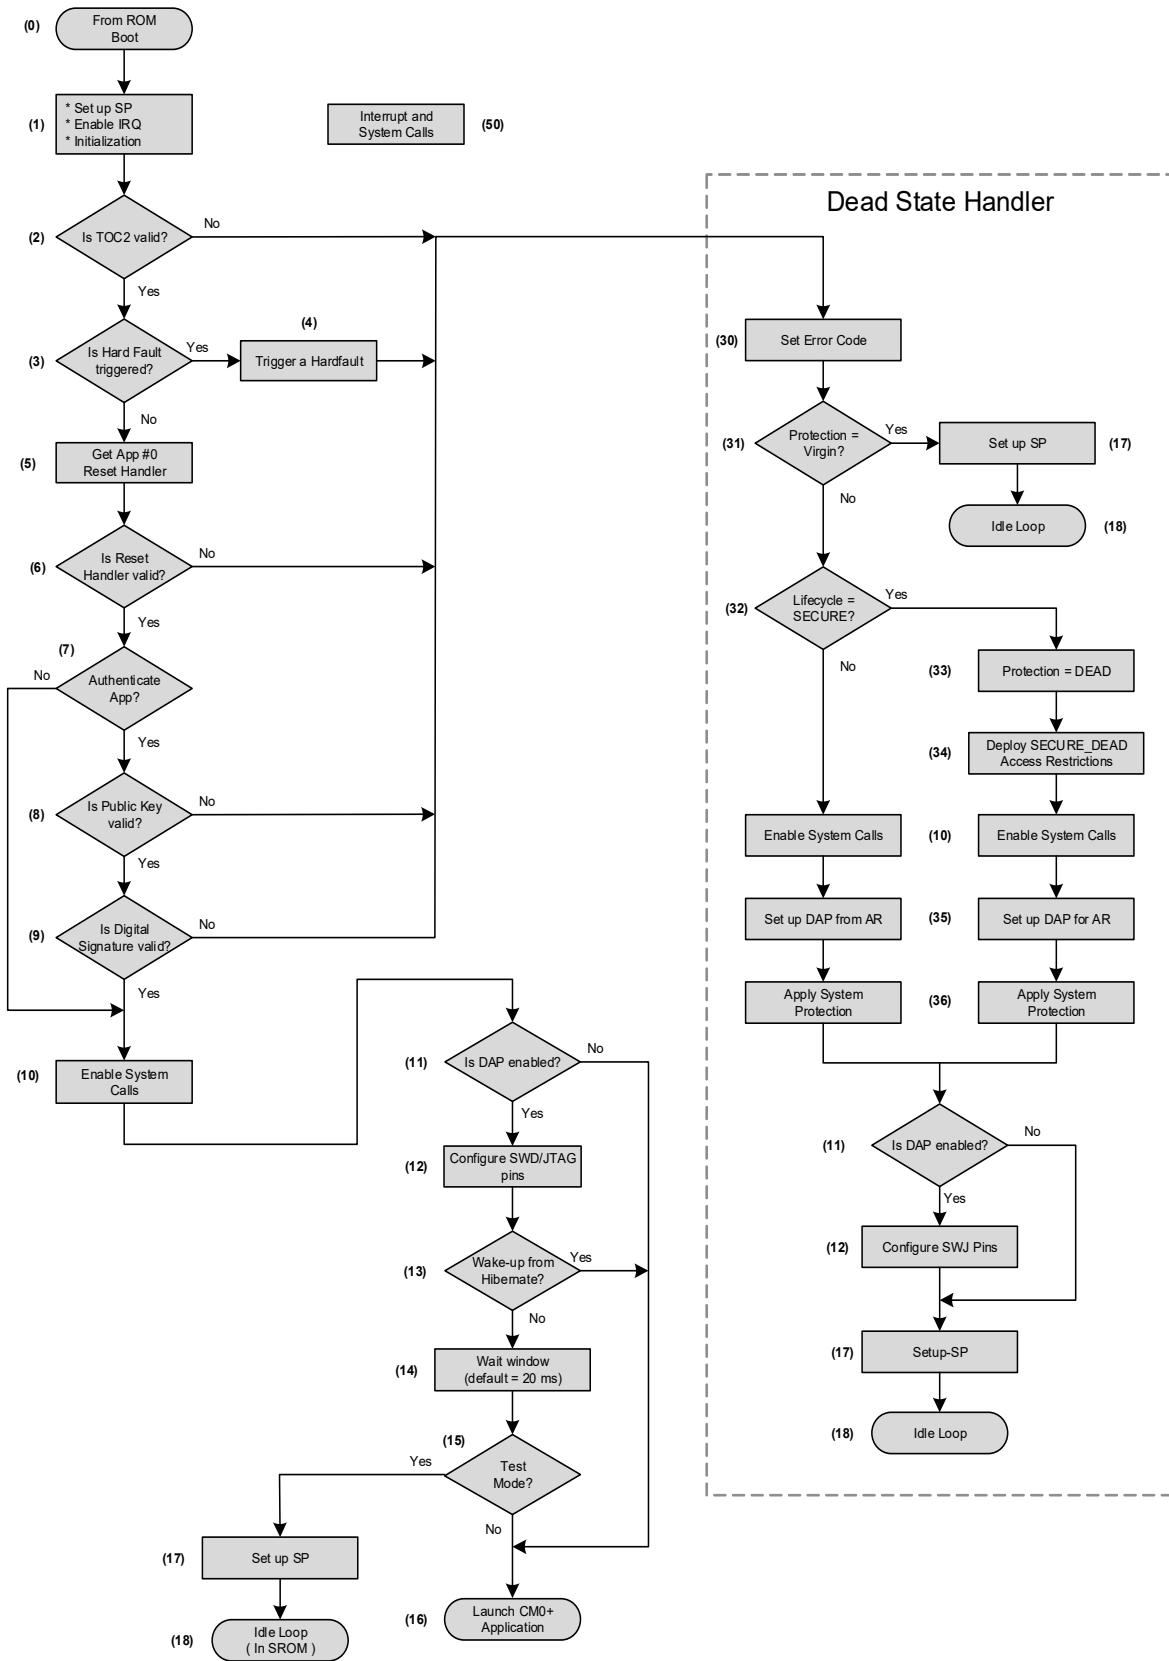 (0)
From ROM
Boot
(1)
* Set up SP
* Enable IRQ
* Initialization
Interrupt and
System Calls
(50)
(2)
Is TOC2 valid?
No
Yes
(3)
Is Hard Fault
triggered?
Yes
No
(4)
Trigger a Hardfault
(5)
Get App #0
Reset Handler
(6)
Is Reset
Handler valid?
No
Yes
(7)
No
Authenticate
App?
Yes
(8)
Is Public Key
valid?
No
Yes
(9)
Is Digital
Signature valid?
No
Yes
(10)
Enable System
Calls
(11)
Is DAP enabled?
No
Yes
(12)
Configure SWD/JTAG
pins
(13)
Wake-up from
Hibernate?
Yes
No
(14)
Wait window
(default = 20 ms)
(15)
Yes
Test
Mode?
No
(17)
Set up SP
(18)
Idle Loop
( In SROM )
(16)
Launch CM0+
Application
Dead State Handler
(30)
Set Error Code
(31)
Protection =
Virgin?
Yes
No
Set up SP
(17)
Idle Loop
(18)
(32)
Lifecycle =
SECURE?
Yes
No
(33)
Protection = DEAD
(34)
Deploy SECURE_DEAD
Access Restrictions
Enable System Calls
(10)
Enable System Calls
Set up DAP from AR
(35)
Set up DAP for AR
Apply System
Protection
(36)
Apply System
Protection
(11)
Is DAP enabled?
No
Yes
(12)
Configure SWJ Pins
(17)
Setup-SP
(18)
Idle Loop